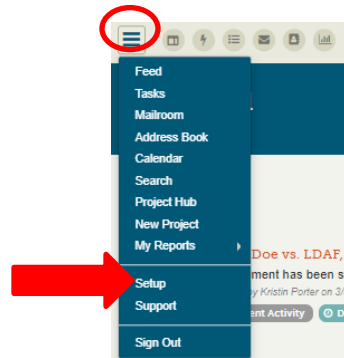 Feed
Tasks
Mailroom
Address Book
Calendar
Search
Project Hub
New Project
My Reports
Doe vs. LDAF,
Setup
ment has been s
by Kristin Porter on 3/
Support
ent Activity
D
Sign Out